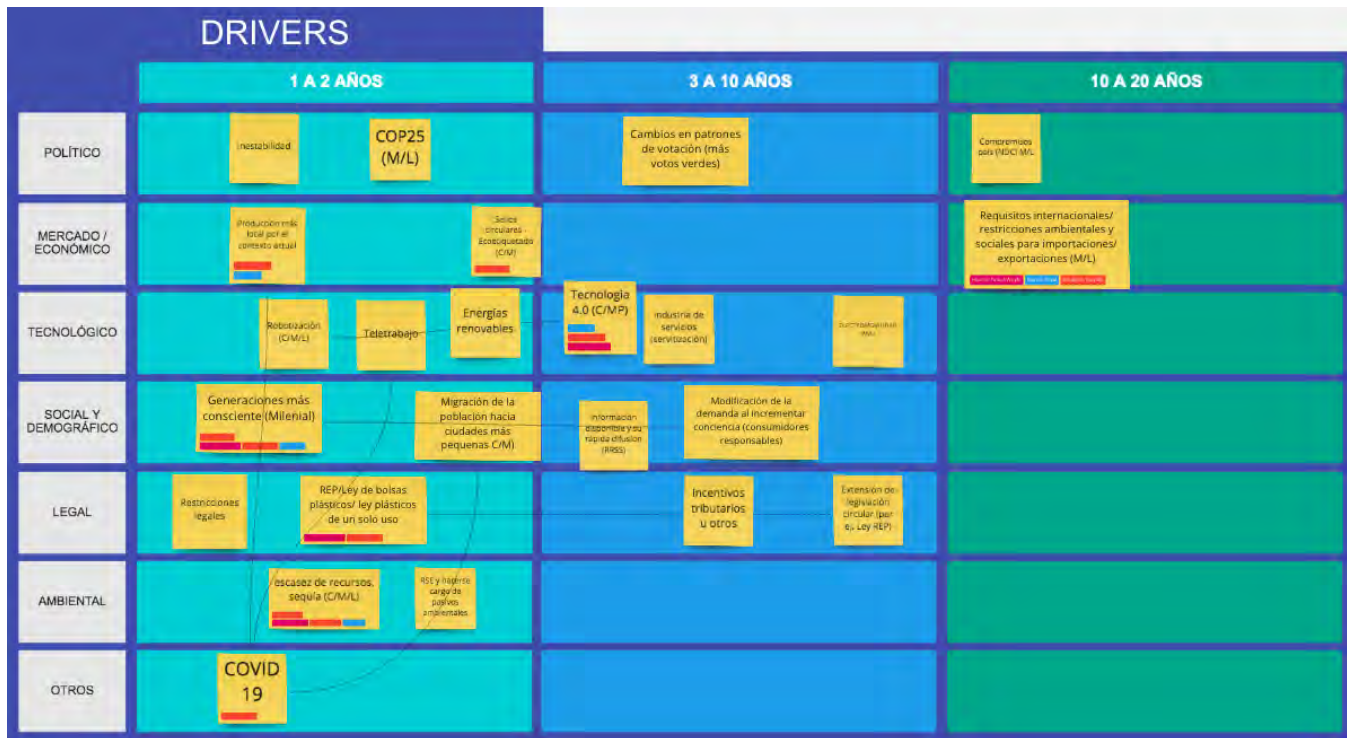 DRIVERS
1 A 2 AÑOS
3 A 10 AÑOS
10 A 20 AÑOS
POLÍTICO
Inestabilidad
COP25
(M/L)
Cambios en patrones
de votación (más
votos verdes)
Compromisos
país (NDC) M/L
MERCADO /
ECONÓMICO
Producción más
local por el
contexto actual
Sellos
circulares
Ecoetiquetado
(C/M)
Requisitos internacionales/
restricciones ambientales y
sociales para importaciones/
exportaciones (M/L)
TECNOLÓGICO
Robotización
(C/M/L)
Teletrabajo
Energías
renovables
Tecnología
4.0 (C/MP)
Industria de
servicios
(servitización)
SOCIAL Y
DEMOGRÁFICO
Generaciones más
consciente (Milenial)
Migración de la
población hacia
ciudades más
pequenas C/M)
Información
disponible y su
rápida difusión
(RRSS)
Modificación de la
demanda al incrementar
conciencia (consumidores
responsables)
LEGAL
Restricciones
legales
REP/Ley de bolsas
plásticos/ ley plásticos
de un solo uso
Incentivos
tributarios
u otros
Extensión de
legislación
circular (por
ej. Ley REP)
AMBIENTAL
escasez de recursos,
sequía (C/M/L)
RSE y hacerse
cargo de
pasivos
ambientales
OTROS
COVID
19